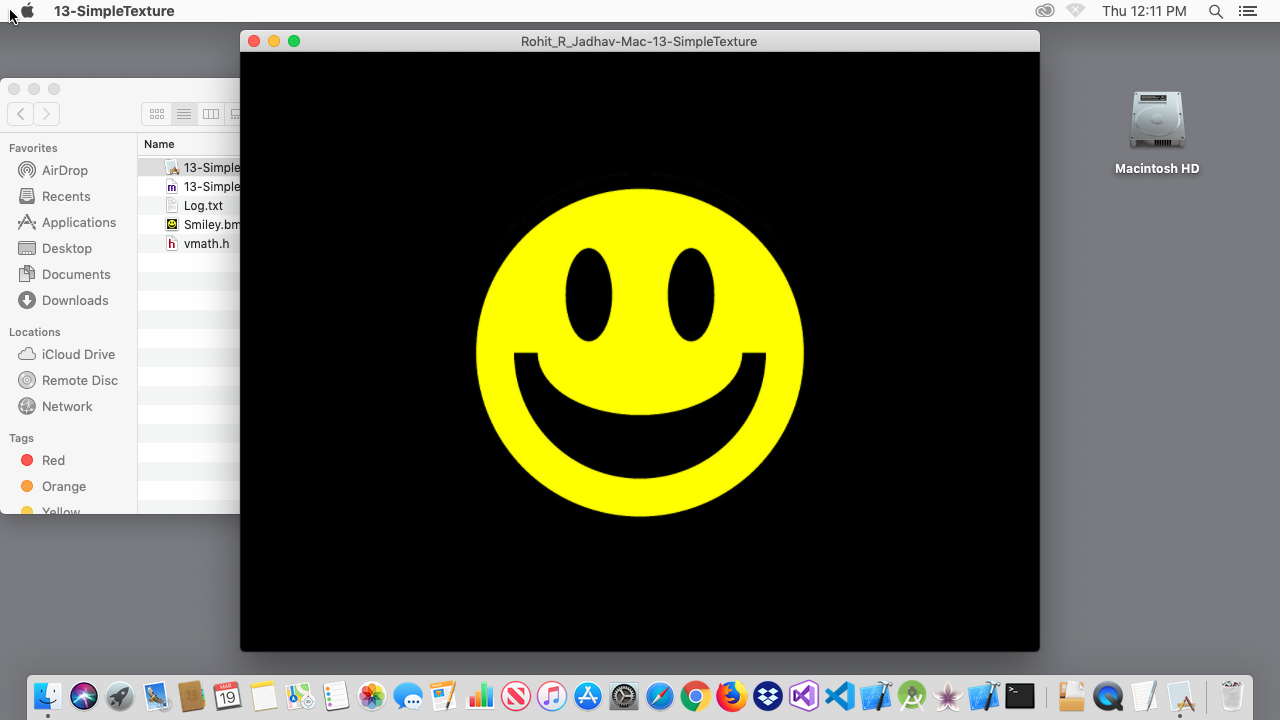 13-SimpleTexture
Thu 12:11 PM
Rohit_R_Jadhav-Mac-13-SimpleTexture
Name
Favorites
13-Simple
AirDrop
13-Simple
Recents
Log.txt
Applications
Smiley.bm
Desktop
vmath.h
Documents
Downloads
Locations
iCloud Drive
Remote Disc
Network
Tags
Red
Orange
Yellow
Macintosh HD
MAR
19